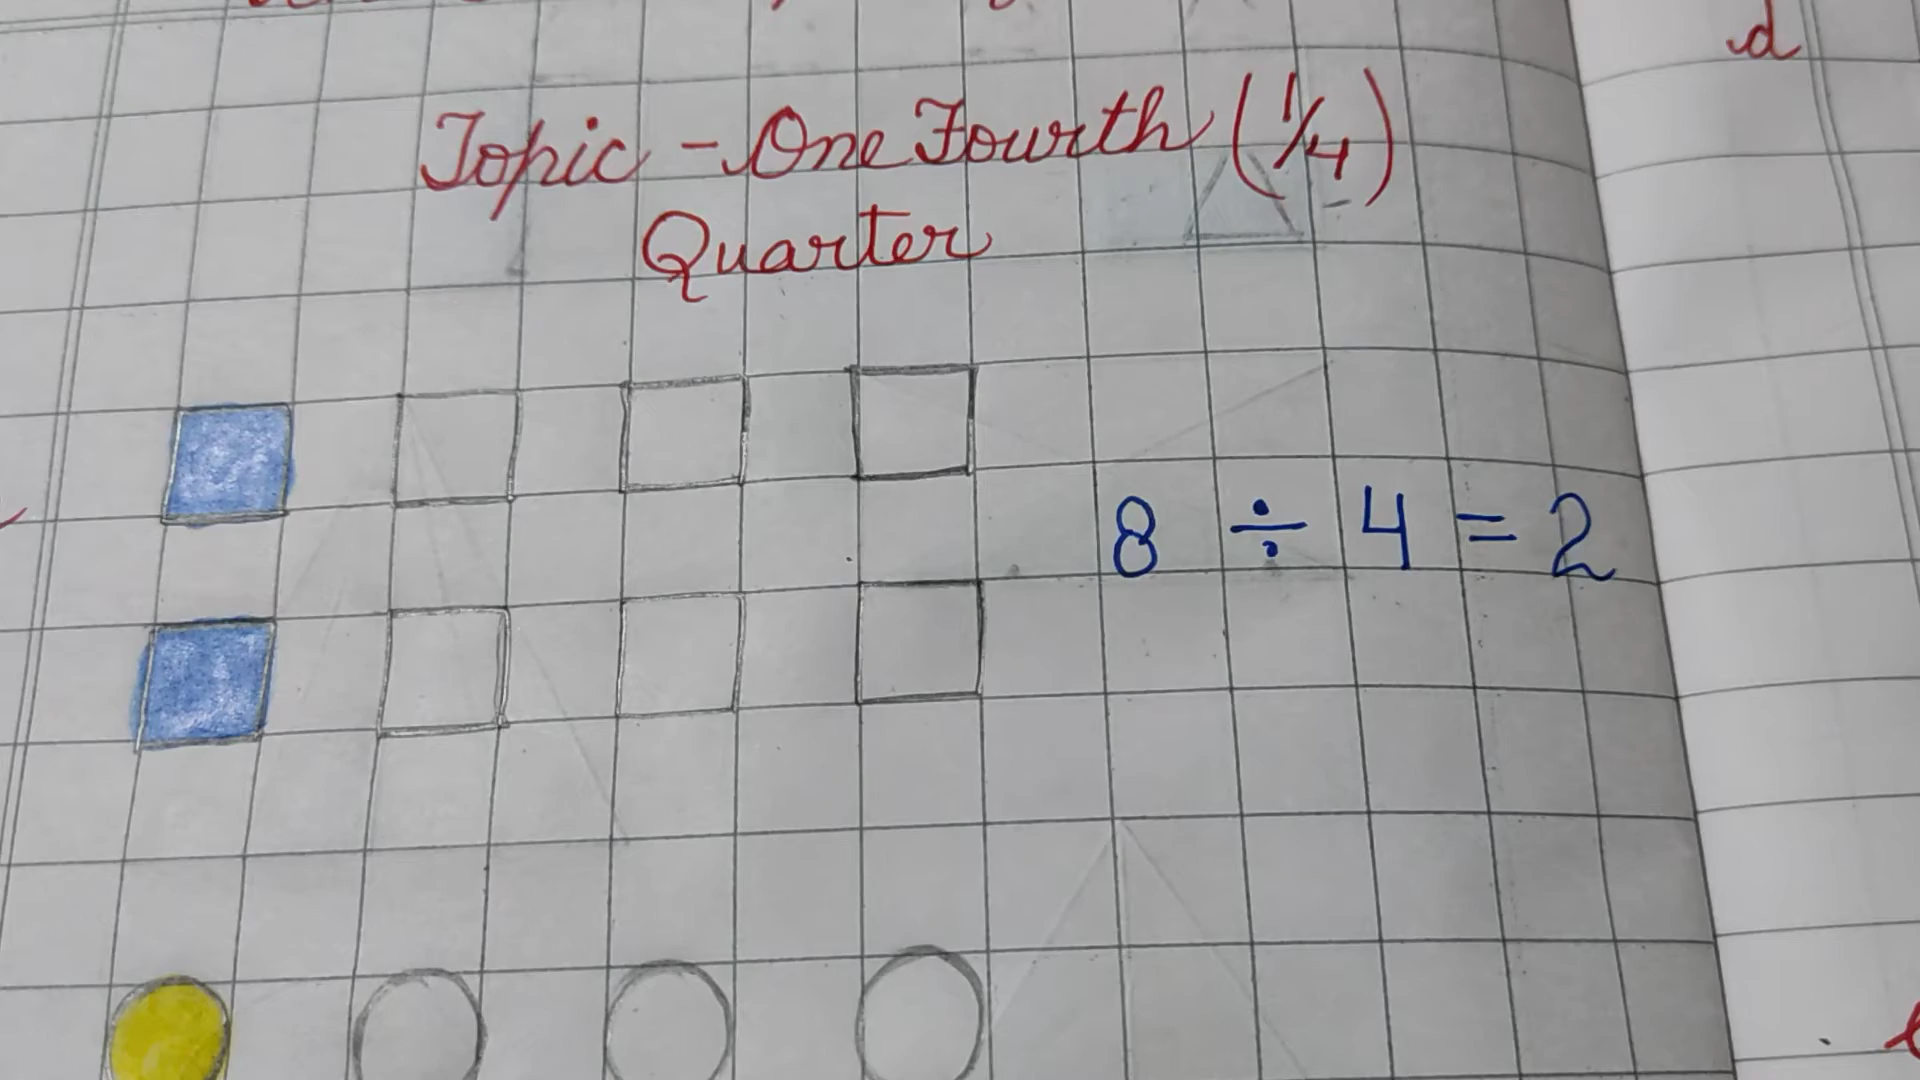 d
Topic - One Fourth (1/4)
Quarter
8 ÷ 4 = 2